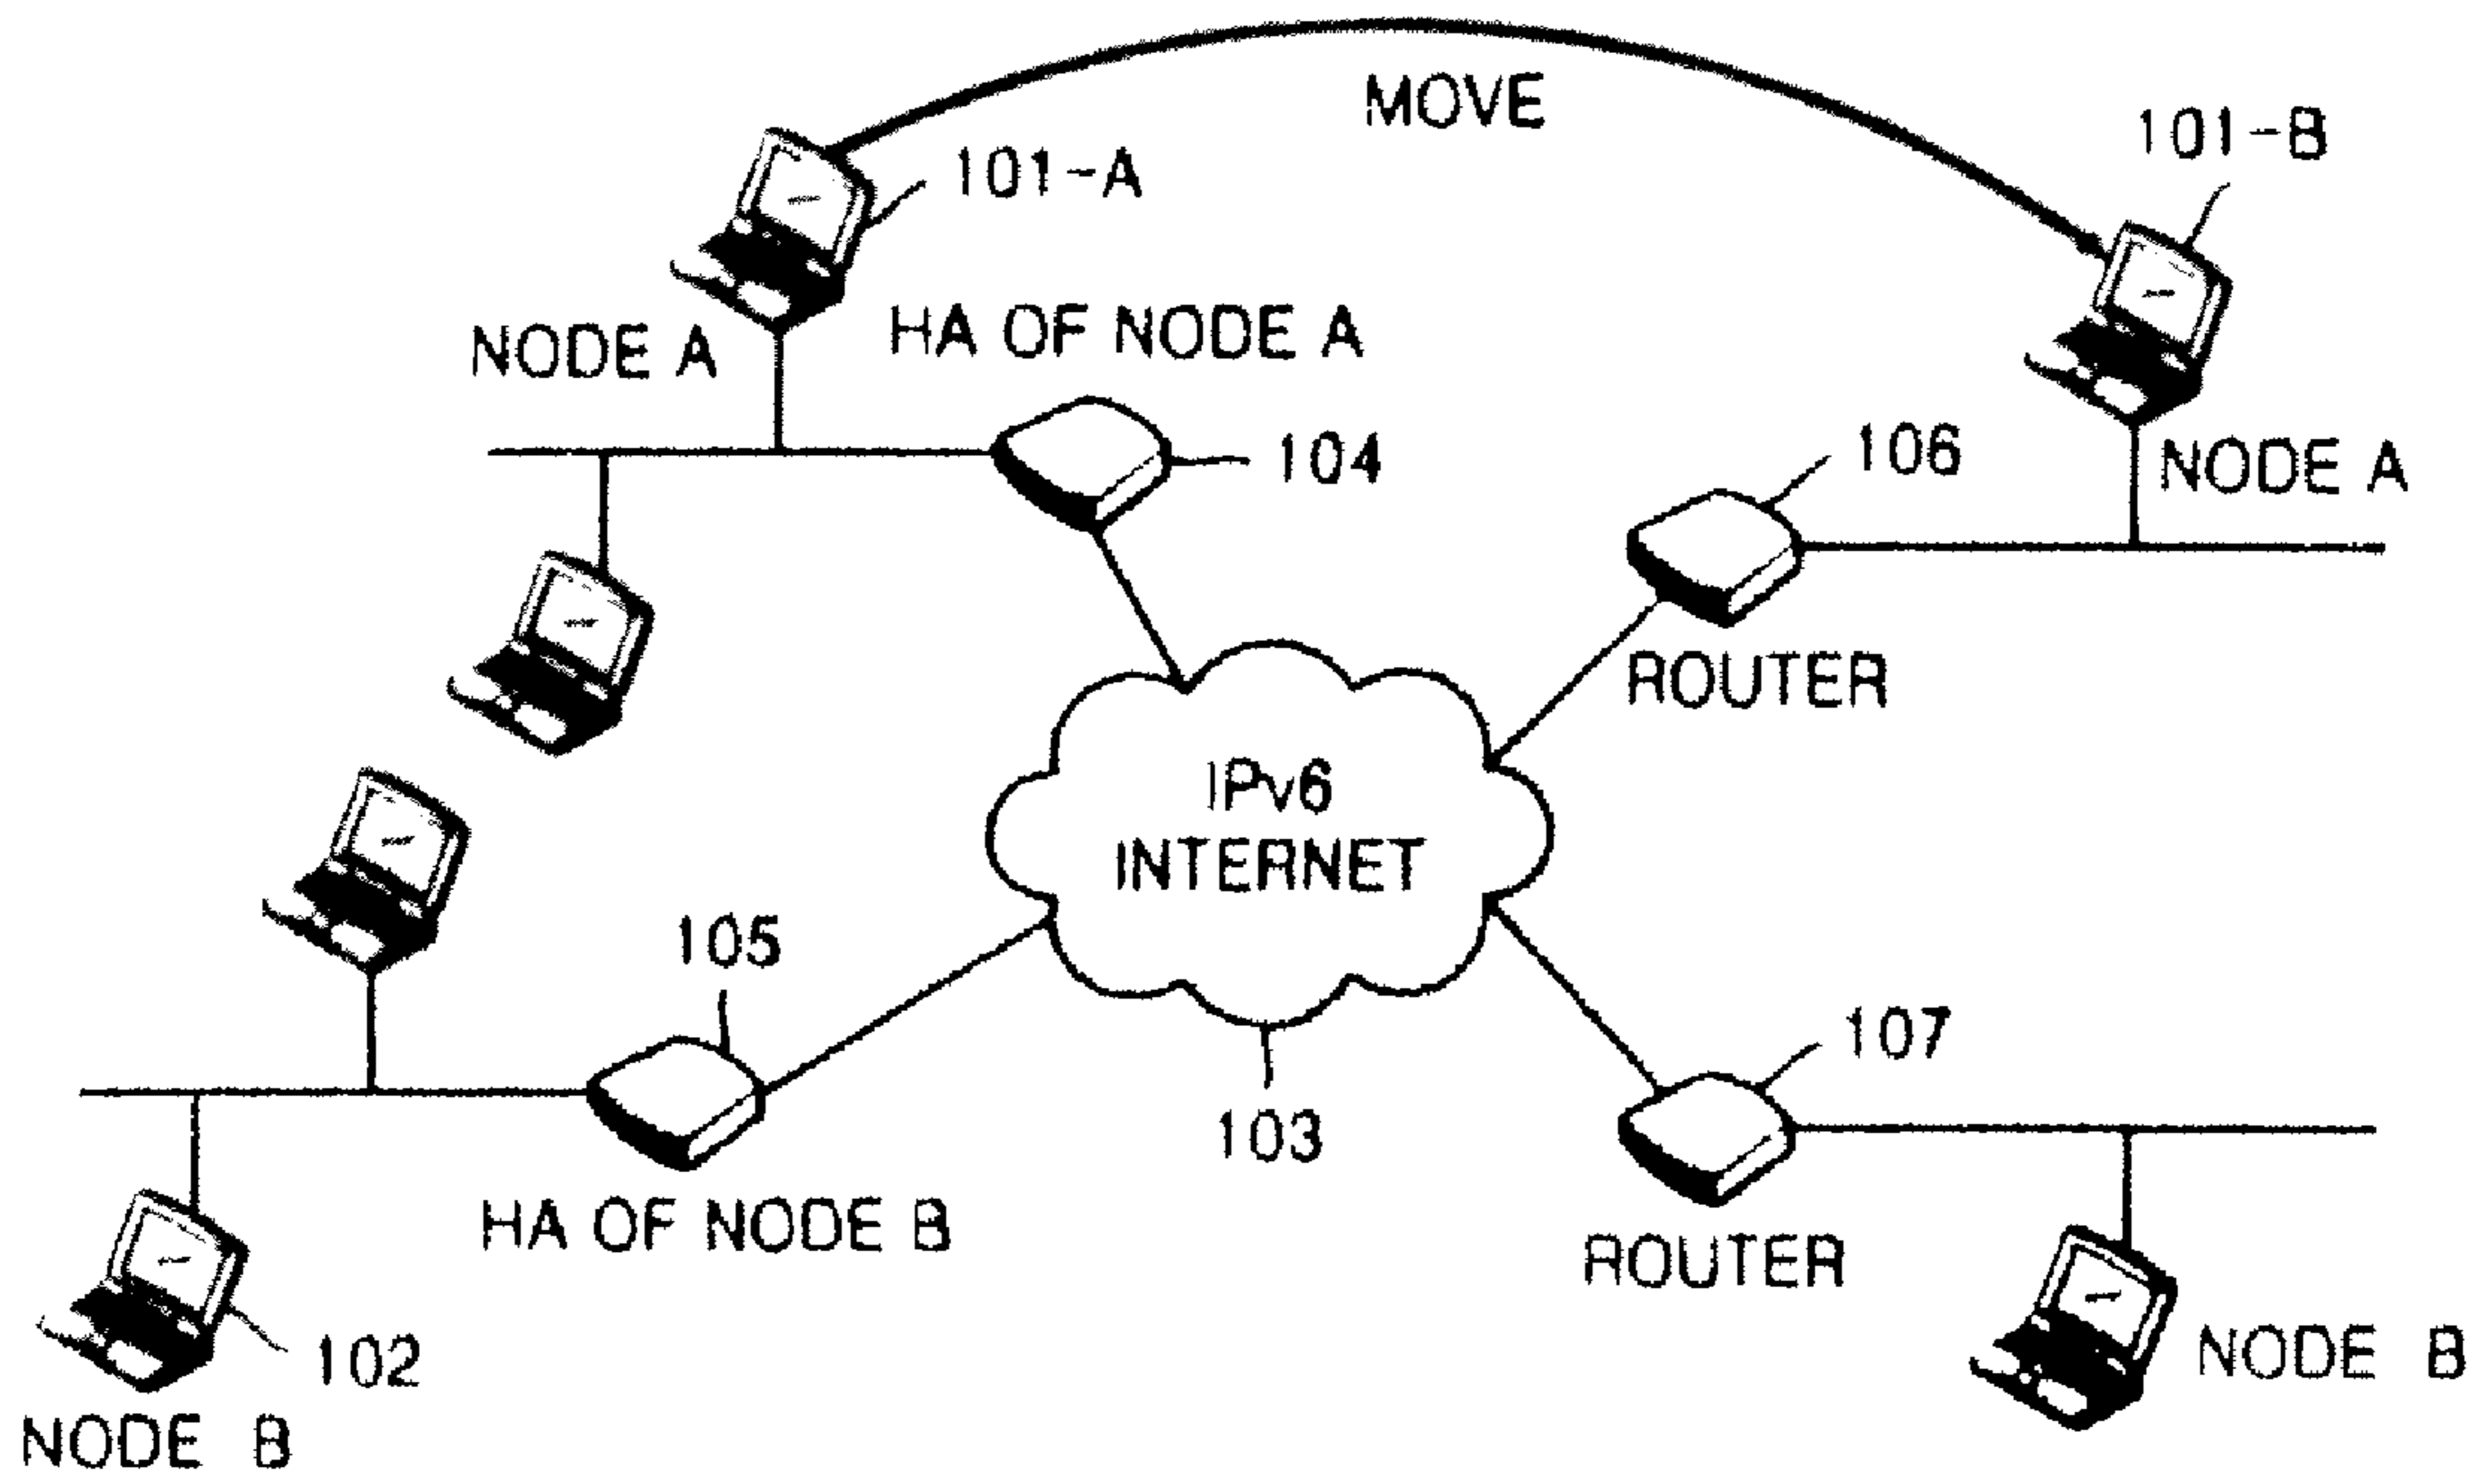 MOVE
101-B
101-A
HA OF NODE A
NODE A
104
106
NODE A
ROUTER
IPv6
INTERNET
105
107
103
HA OF NODE B
ROUTER
102
NODE B
NODE B